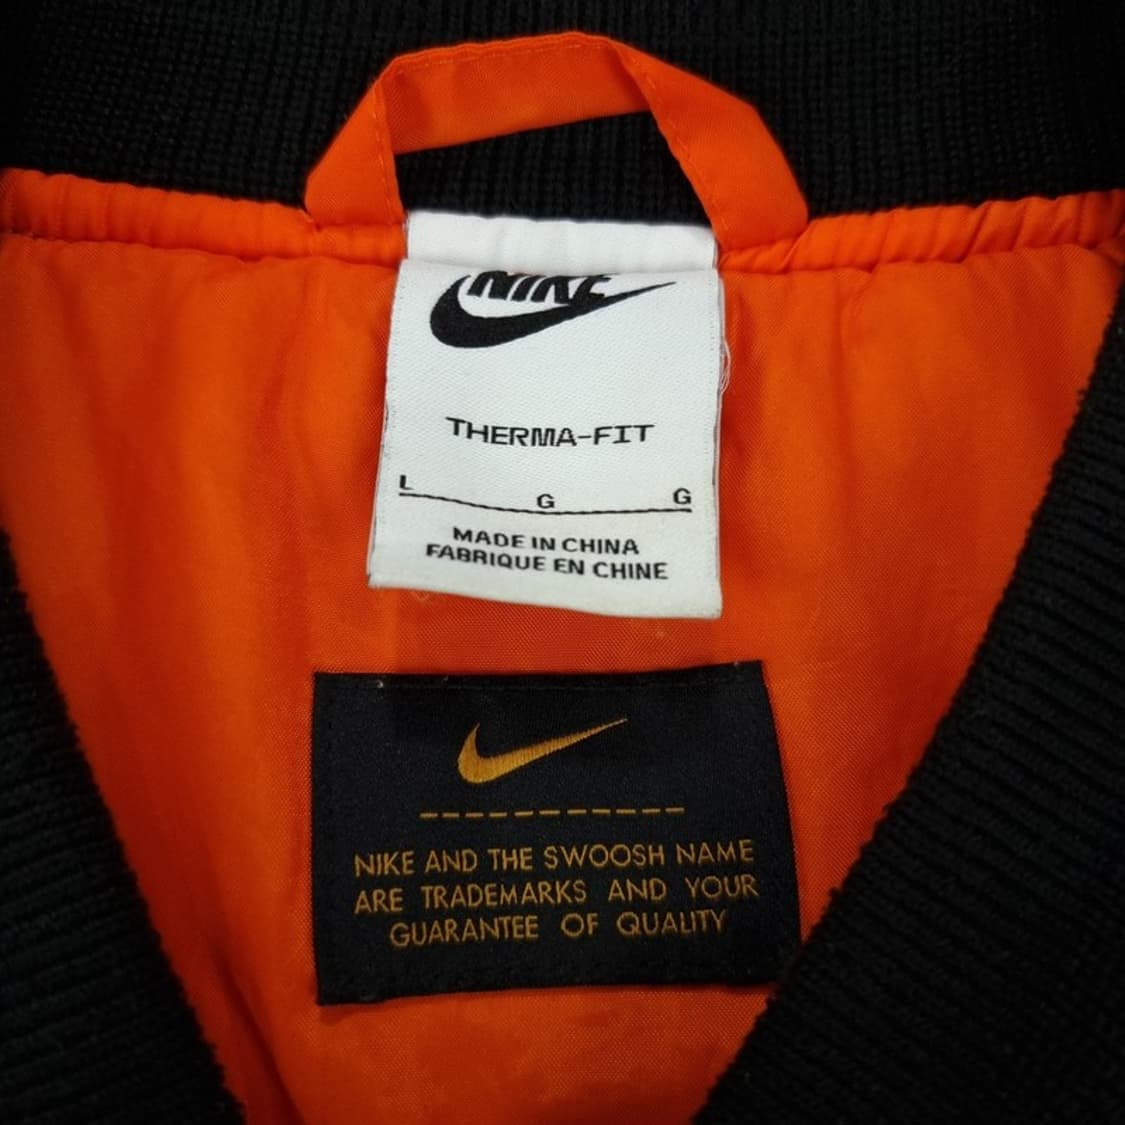 NIKE
THERMA-FIT
L G G
MADE IN CHINA
FABRIQUE EN CHINE
NIKE AND THE SWOOSH NAME
ARE TRADEMARKS AND YOUR
GUARANTEE OF QUALITY